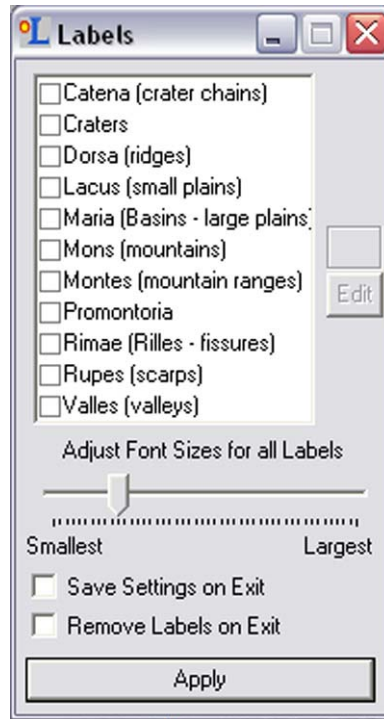 Labels
Catena (crater chains)
Craters
Dorsa (ridges)
Lacus (small plains)
Maria (Basins - large plains)
Mons (mountains)
Montes (mountain ranges)
Promontoria
Rimae (Rilles - fissures)
Rupes (scarps)
Valles (valleys)
Edit
Adjust Font Sizes for all Labels
Smallest Largest
Save Settings on Exit
Remove Labels on Exit
Apply